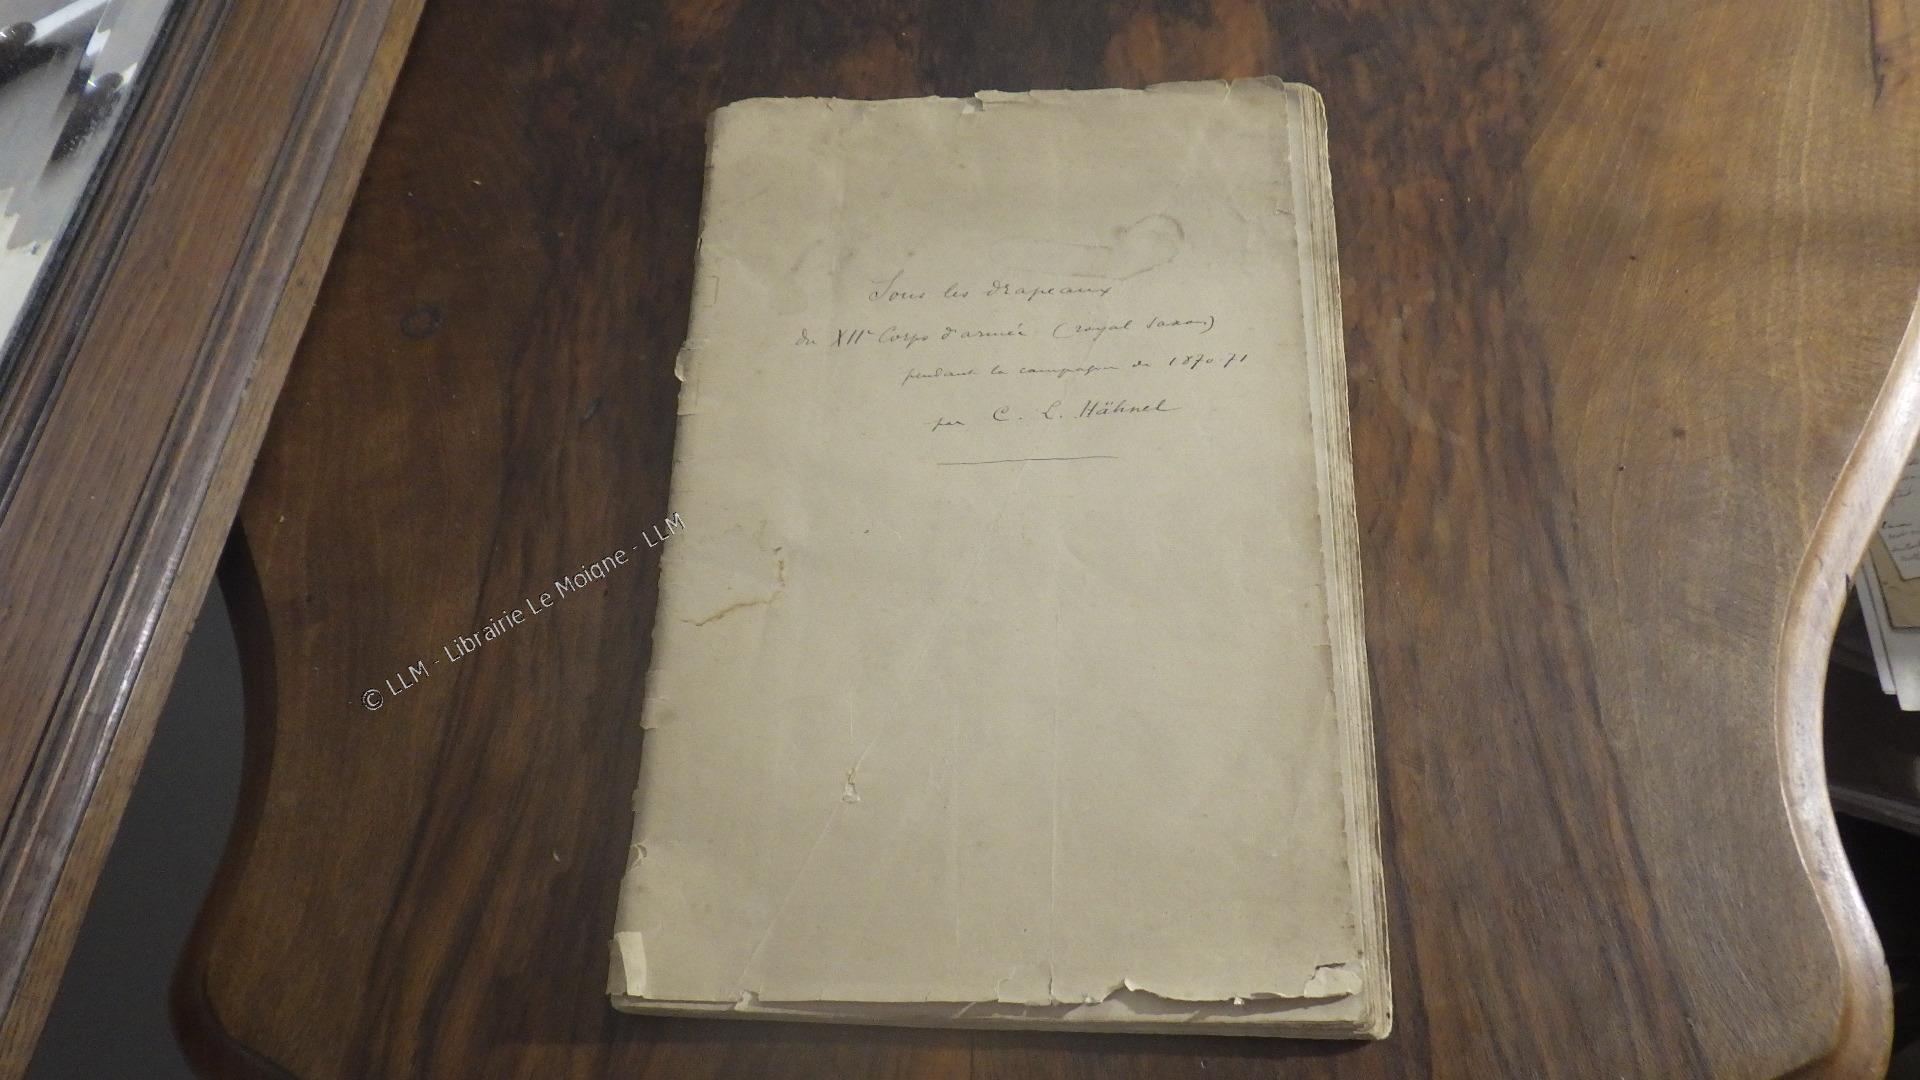 Sous les drapeaux
du XIIe Corps d'armée (royal saxon)
pendant la campagne de 1870-71
par C. L. Hähnel
© LLM - Librairie Le Moigne - LLM